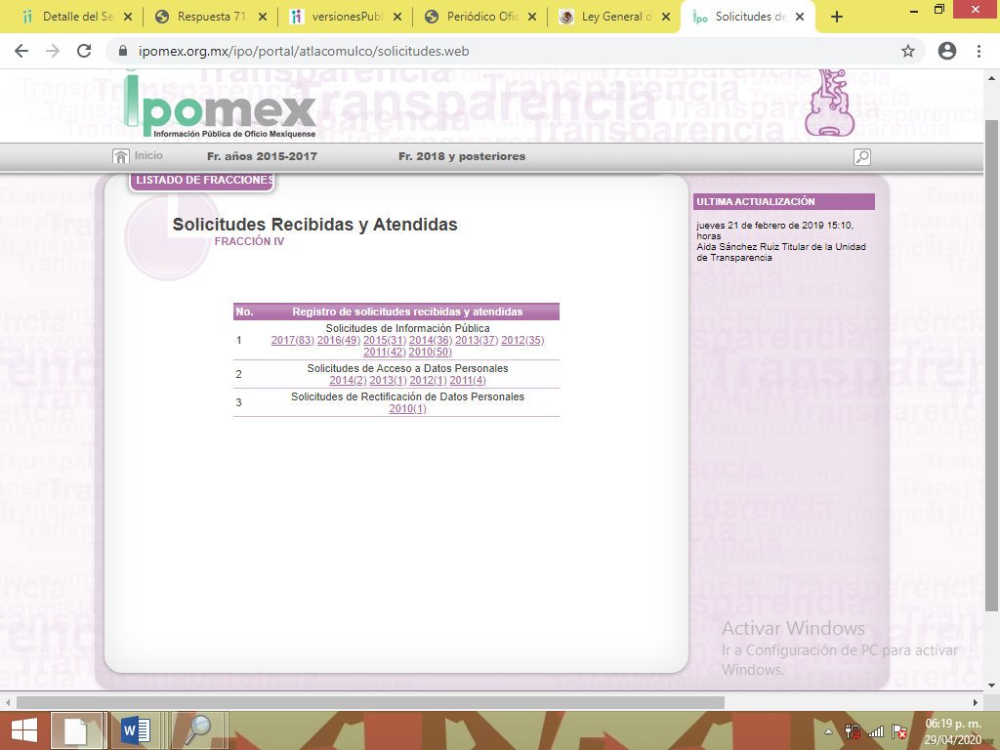 Detalle del Se
Respuesta 71
versionesPubl
Periódico Ofic
Ley General d
Solicitudes de
ipomex.org.mx/ipo/portal/atlacomulco/solicitudes.web
ipomex
Información Pública de Oficio Mexiquense
Transparencia
Inicio
Fr. años 2015-2017
Fr. 2018 y posteriores
LISTADO DE FRACCIONES
Solicitudes Recibidas y Atendidas
FRACCIÓN IV
No. Registro de solicitudes recibidas y atendidas
Solicitudes de Información Pública
1 2017(83) 2016(49) 2015(31) 2014(36) 2013(37) 2012(35)
2011(42) 2010(50)
Solicitudes de Acceso a Datos Personales
2 2014(2) 2013(1) 2012(1) 2011(4)
Solicitudes de Rectificación de Datos Personales
3 2010(1)
ULTIMA ACTUALIZACIÓN
jueves 21 de febrero de 2019 15:10,
horas
Aida Sánchez Ruiz Titular de la Unidad
de Transparencia
Activar Windows
Ir a Configuración de PC para activar
Windows.
06:19 p. m.
29/04/2020